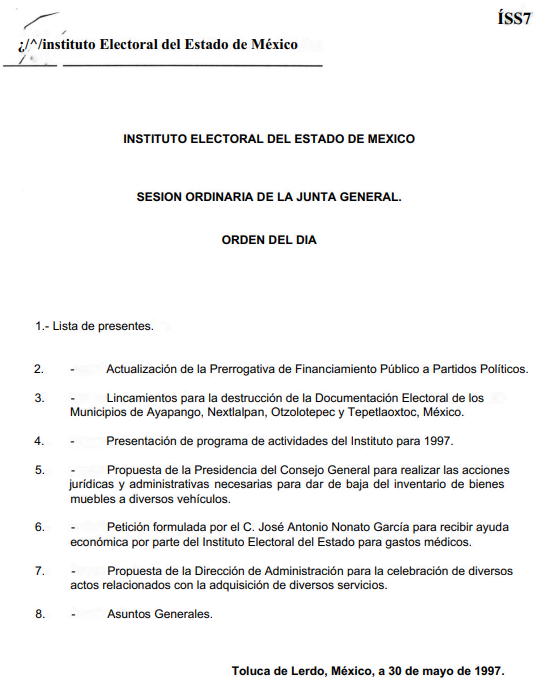 ÍSS7
¿/^/instituto Electoral del Estado de México
INSTITUTO ELECTORAL DEL ESTADO DE MEXICO
SESION ORDINARIA DE LA JUNTA GENERAL.
ORDEN DEL DIA
1.- Lista de presentes.
2. - Actualización de la Prerrogativa de Financiamiento Público a Partidos Políticos.
3. - Lincamientos para la destrucción de la Documentación Electoral de los
Municipios de Ayapango, Nextlalpan, Otzolotepec y Tepetlaoxtoc, México.
4. - Presentación de programa de actividades del Instituto para 1997.
5. - Propuesta de la Presidencia del Consejo General para realizar las acciones
jurídicas y administrativas necesarias para dar de baja del inventario de bienes
muebles a diversos vehículos.
6. - Petición formulada por el C. José Antonio Nonato García para recibir ayuda
económica por parte del Instituto Electoral del Estado para gastos médicos.
7. - Propuesta de la Dirección de Administración para la celebración de diversos
actos relacionados con la adquisición de diversos servicios.
8. - Asuntos Generales.
Toluca de Lerdo, México, a 30 de mayo de 1997.